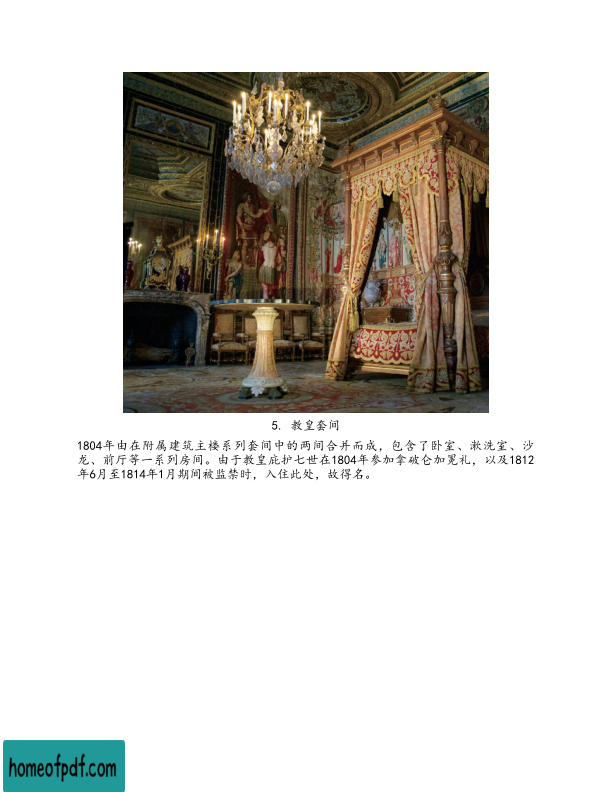 5. 教皇套间
1804年由在附属建筑主楼系列套间中的两间合并而成，包含了卧室、漱洗室、沙
龙、前厅等一系列房间。由于教皇庇护七世在1804年参加拿破仑加冕礼，以及1812
年6月至1814年1月期间被监禁时，入住此处，故得名。
homeofpdf.com